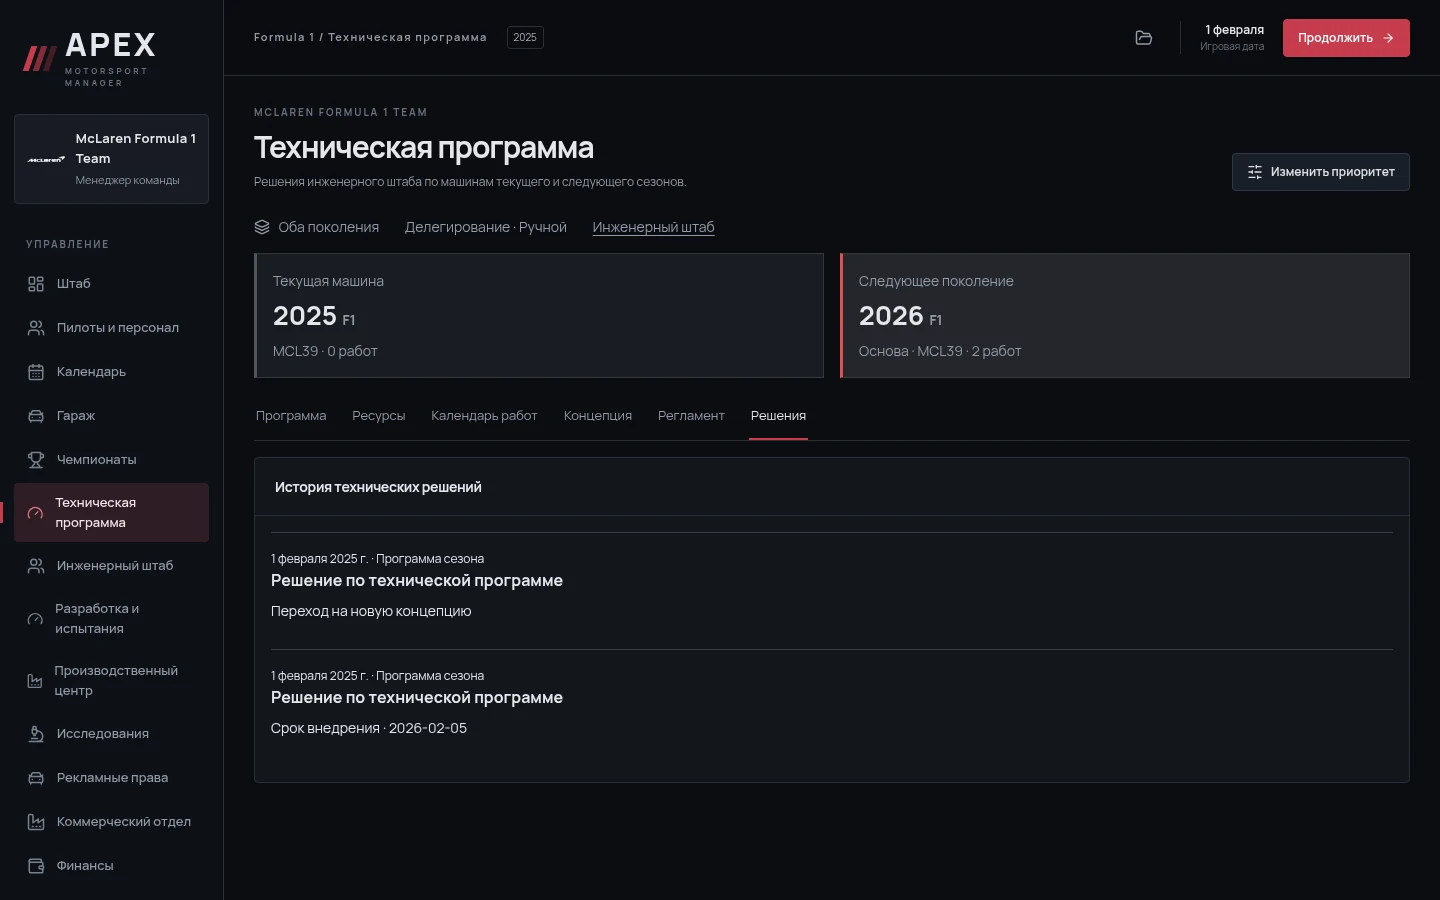 APEX
MOTORSPORT
MANAGER
McLaren
McLaren Formula 1
Team
Менеджер команды
УПРАВЛЕНИЕ
Штаб
Пилоты и персонал
Календарь
Гараж
Чемпионаты
Техническая
программа
Инженерный штаб
Разработка и
испытания
Производственный
центр
Исследования
Рекламные права
Коммерческий отдел
Финансы
Formula 1 / Техническая программа 2025
1 февраля
Игровая дата
Продолжить
MCLAREN FORMULA 1 TEAM
Техническая программа
Решения инженерного штаба по машинам текущего и следующего сезонов.
Изменить приоритет
Оба поколения Делегирование · Ручной Инженерный штаб
Текущая машина
2025 F1
MCL39 · 0 работ
Следующее поколение
2026 F1
Основа · MCL39 · 2 работ
Программа Ресурсы Календарь работ Концепция Регламент Решения
История технических решений
1 февраля 2025 г. · Программа сезона
Решение по технической программе
Переход на новую концепцию
1 февраля 2025 г. · Программа сезона
Решение по технической программе
Срок внедрения · 2026-02-05